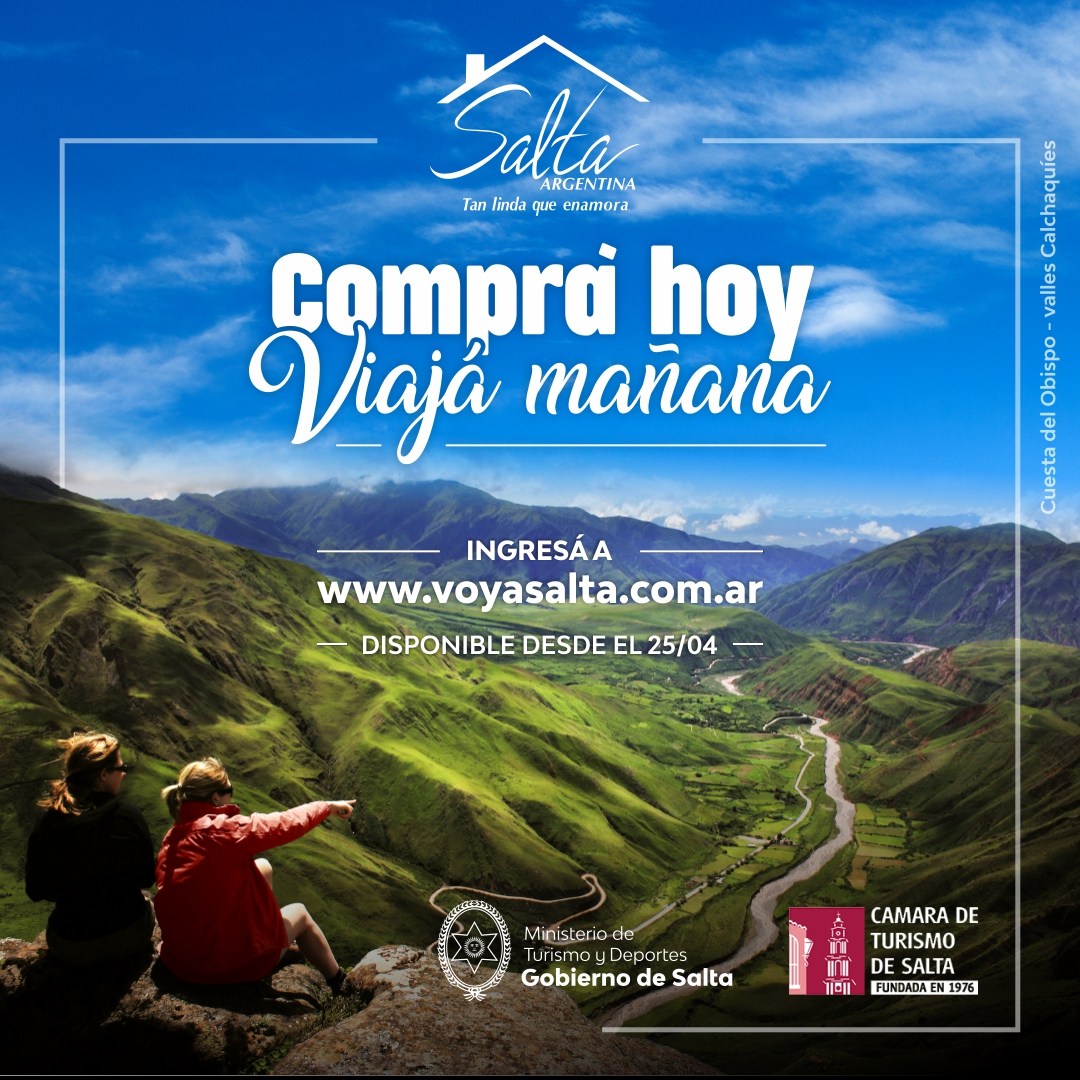 Salta
ARGENTINA
Tan linda que enamora
Comprá hoy
Viajá mañana
INGRESÁ A
www.voyasalta.com.ar
DISPONIBLE DESDE EL 25/04
Cuesta del Obispo - valles Calchaquíes
Ministerio de
Turismo y Deportes
Gobierno de Salta
CAMARA DE
TURISMO
DE SALTA
FUNDADA EN 1976